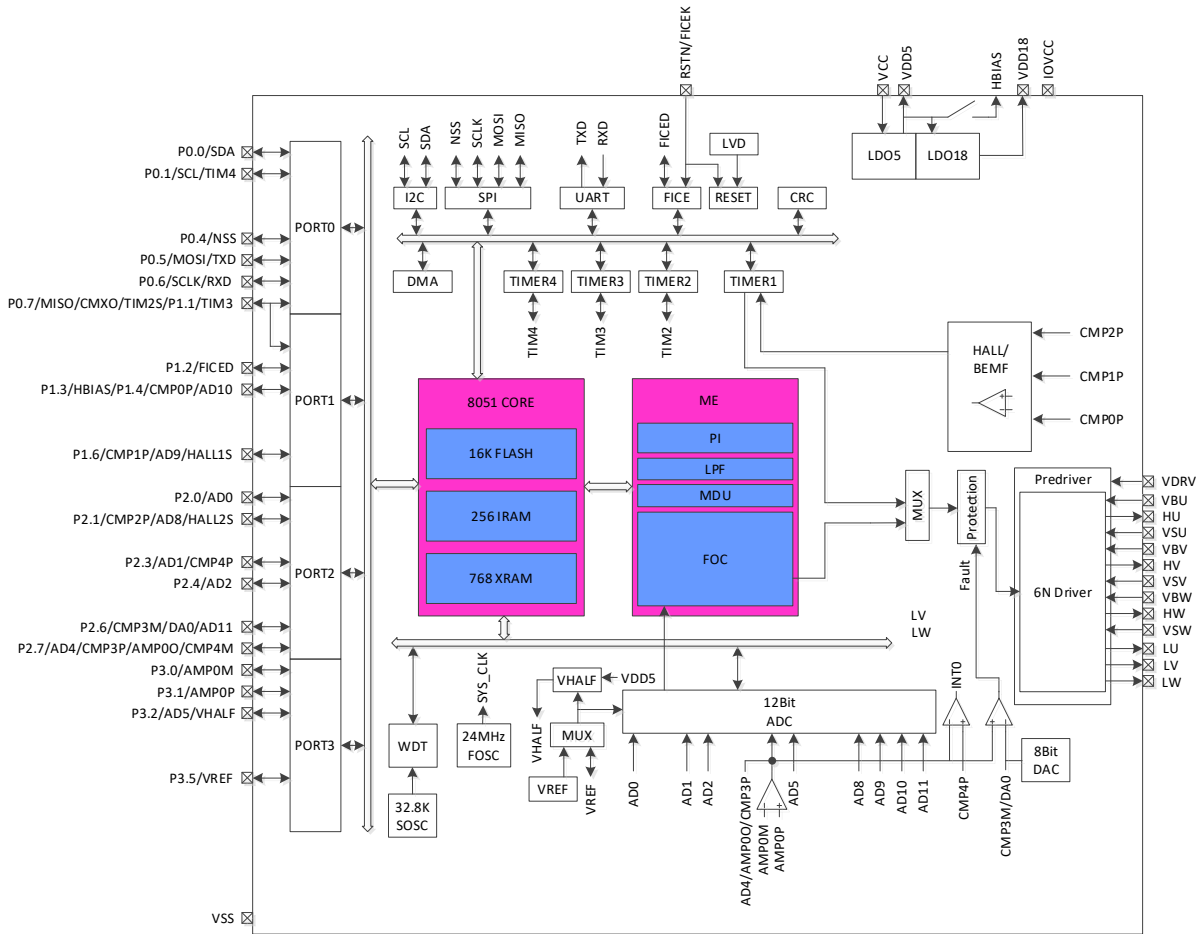 RSTN/FICEK
VCC
VDD5
HBIAS
VDD18
IOVCC
P0.0/SDA
P0.1/SCL/TIM4
P0.4/NSS
P0.5/MOSI/TXD
P0.6/SCLK/RXD
P0.7/MISO/CMXO/TIM2S/P1.1/TIM3
P1.2/FICED
P1.3/HBIAS/P1.4/CMP0P/AD10
P1.6/CMP1P/AD9/HALL1S
P2.0/AD0
P2.1/CMP2P/AD8/HALL2S
P2.3/AD1/CMP4P
P2.4/AD2
P2.6/CMP3M/DA0/AD11
P2.7/AD4/CMP3P/AMP0O/CMP4M
P3.0/AMP0M
P3.1/AMP0P
P3.2/AD5/VHALF
P3.5/VREF
VSS
PORT0
PORT1
PORT2
PORT3
SCL
SDA
NSS
SCLK
MOSI
MISO
TXD
RXD
FICED
LVD
I2C
SPI
UART
FICE
RESET
CRC
LDO5
LDO18
DMA
TIMER4
TIMER3
TIMER2
TIMER1
TIM4
TIM3
TIM2
HALL/
BEMF
CMP2P
CMP1P
CMP0P
8051 CORE
16K FLASH
256 IRAM
768 XRAM
ME
PI
LPF
MDU
FOC
MUX
Protection
Fault
Predriver
6N Driver
VDRV
VBU
HU
VSU
VBV
HV
VSV
VBW
HW
VSW
LU
LV
LW
LV
LW
WDT
32.8K
SOSC
SYS_CLK
24MHz
FOSC
VHALF
VDD5
VHALF
MUX
VREF
VREF
12Bit
ADC
INT0
8Bit
DAC
AD0
AD1
AD2
AD4/AMP0O/CMP3P
AMP0M
AMP0P
AD5
AD8
AD9
AD10
AD11
CMP4P
CMP3M/DA0